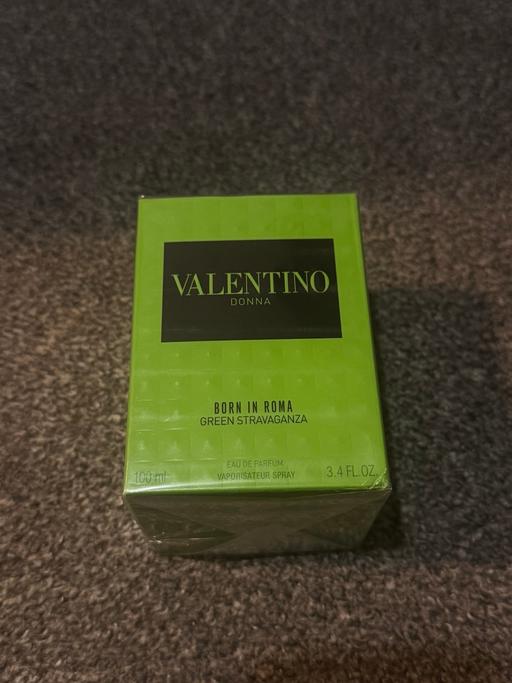 VALENTINO
DONNA
BORN IN ROMA
GREEN STRAVAGANZA
EAU DE PARFUM
100 ml VAPORISATEUR SPRAY 3.4 FL.OZ.